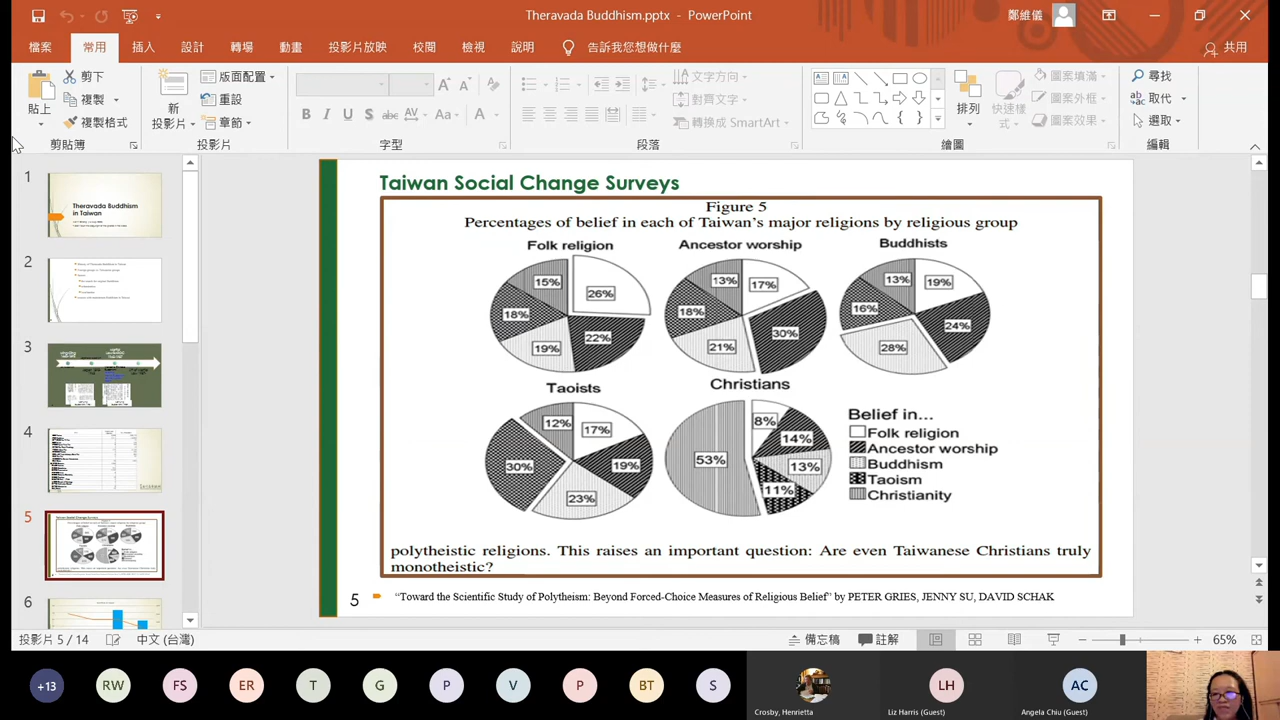 Theravada Buddhism.pptx - PowerPoint
鄭維儀
檔案 常用 插入 設計 轉場 動畫 投影片放映 校閱 檢視 說明 告訴我您想做什麼 共用
貼上
剪下
複製
複製格式
剪貼簿
新
投影片
版面配置
重設
章節
投影片
B I U S abc AV Aa A
字型
文字方向
對齊文字
轉換成 SmartArt
段落
排列
快速樣
式
圖案填滿
圖案外框
圖案效果
繪圖
尋找
取代
選取
編輯
1
Theravada Buddhism
in Taiwan
2
3
4
5
6
Taiwan Social Change Surveys
Figure 5
Percentages of belief in each of Taiwan's major religions by religious group
Folk religion
15%
26%
18%
22%
19%
Ancestor worship
13%
17%
18%
30%
21%
Buddhists
13%
19%
16%
24%
28%
Taoists
12%
17%
30%
19%
23%
Christians
8%
14%
53%
13%
11%
Belief in...
Folk religion
Ancestor worship
Buddhism
Taoism
Christianity
polytheistic religions. This raises an important question: Are even Taiwanese Christians truly
monotheistic?
5
“Toward the Scientific Study of Polytheism: Beyond Forced-Choice Measures of Religious Belief” by PETER GRIES, JENNY SU, DAVID SCHAK
投影片 5 / 14 中文 (台灣) 備忘稿 註解 65%
+13 RW FS ER T G P V P BT S LH AC
Crosby, Henrietta
Liz Harris (Guest)
Angela Chiu (Guest)